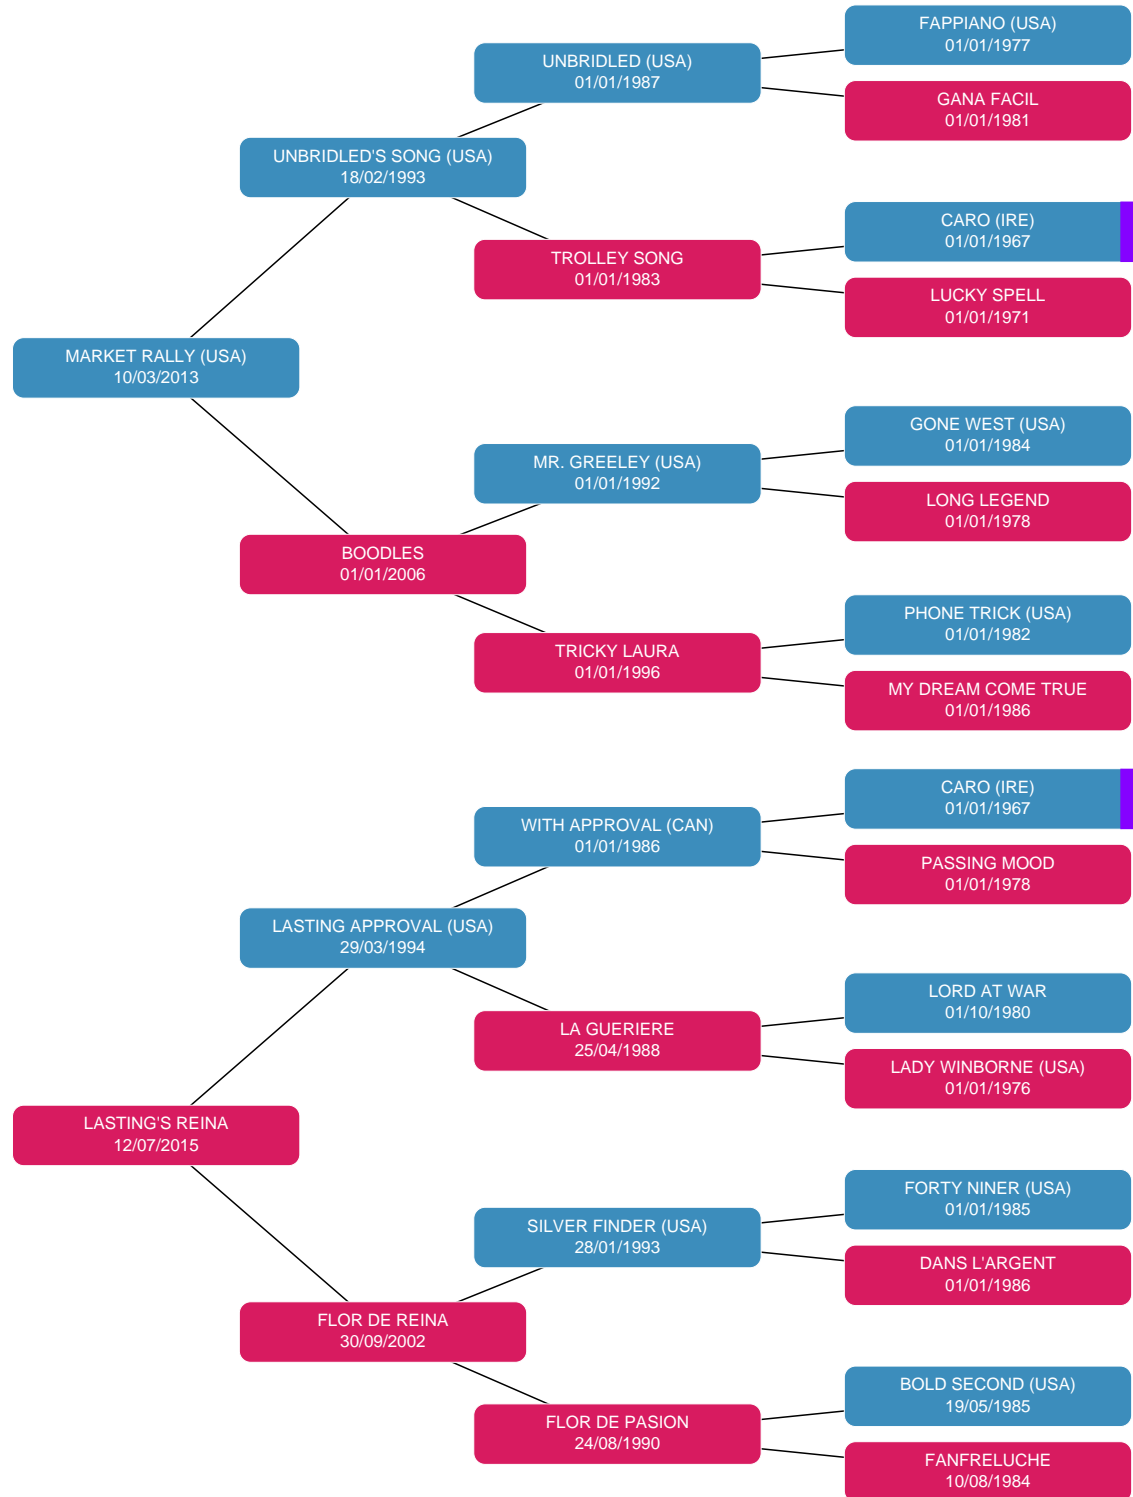 FAPPIANO (USA)
01/01/1977
UNBRIDLED (USA)
01/01/1987
GANA FACIL
01/01/1981
UNBRIDLED'S SONG (USA)
18/02/1993
CARO (IRE)
01/01/1967
TROLLEY SONG
01/01/1983
LUCKY SPELL
01/01/1971
MARKET RALLY (USA)
10/03/2013
GONE WEST (USA)
01/01/1984
MR. GREELEY (USA)
01/01/1992
LONG LEGEND
01/01/1978
BOODLES
01/01/2006
PHONE TRICK (USA)
01/01/1982
TRICKY LAURA
01/01/1996
MY DREAM COME TRUE
01/01/1986
CARO (IRE)
01/01/1967
WITH APPROVAL (CAN)
01/01/1986
PASSING MOOD
01/01/1978
LASTING APPROVAL (USA)
29/03/1994
LORD AT WAR
01/10/1980
LA GUERIERE
25/04/1988
LADY WINBORNE (USA)
01/01/1976
LASTING'S REINA
12/07/2015
FORTY NINER (USA)
01/01/1985
SILVER FINDER (USA)
28/01/1993
DANS L'ARGENT
01/01/1986
FLOR DE REINA
30/09/2002
BOLD SECOND (USA)
19/05/1985
FLOR DE PASION
24/08/1990
FANFRELUCHE
10/08/1984